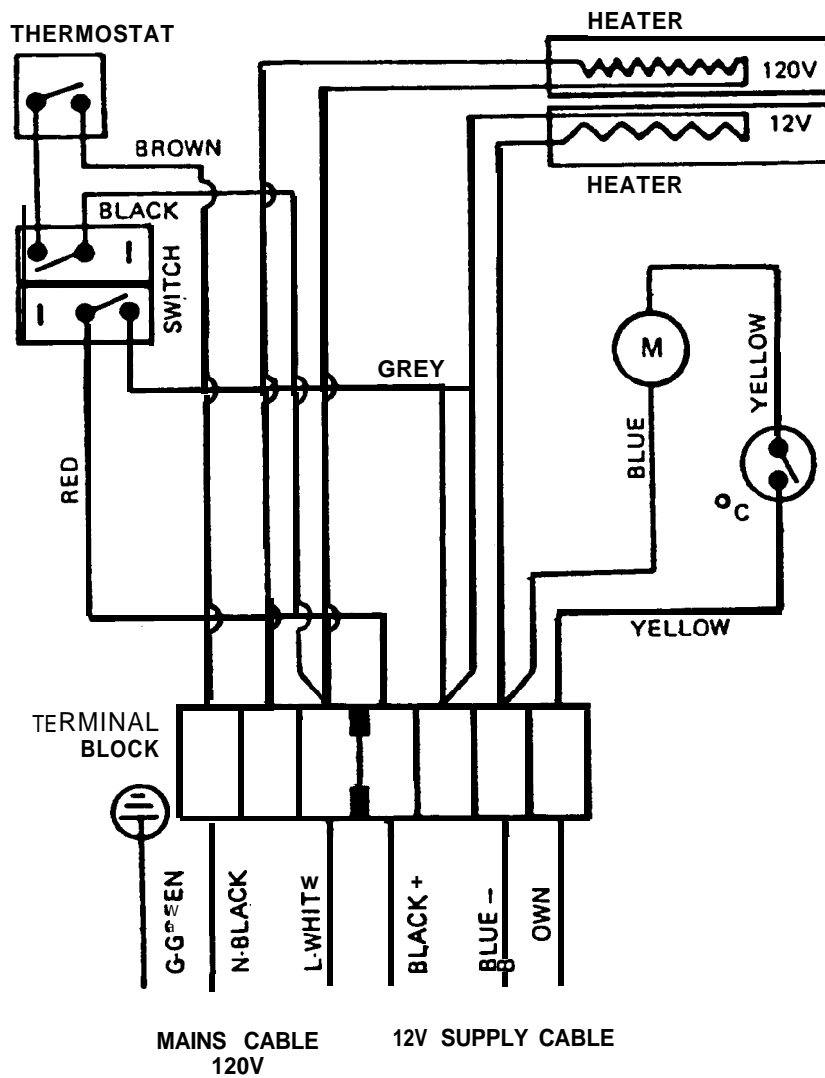 THERMOSTAT
HEATER
120V
12V
HEATER
BROWN
BLACK
SWITCH
GREY
M
YELLOW
BLUE
RED
°C
YELLOW
TERMINAL
BLOCK
N-BLACK
L-WHITE
BLACK +
BLUE -
MAINS CABLE
120V
12V SUPPLY CABLE